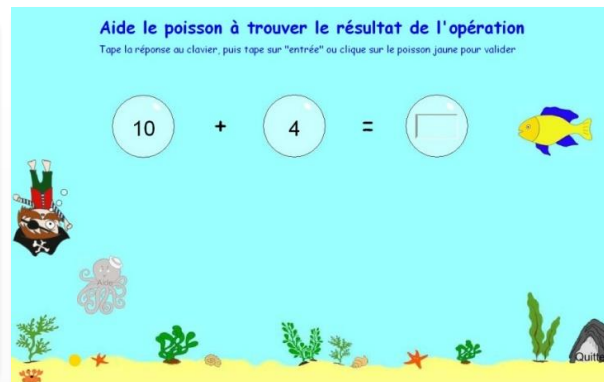 Aide le poisson à trouver le résultat de l'opération
Tape la réponse au clavier, puis tape sur "entrée" ou clique sur le poisson jaune pour valider
10 + 4 =
Aide
Quitter